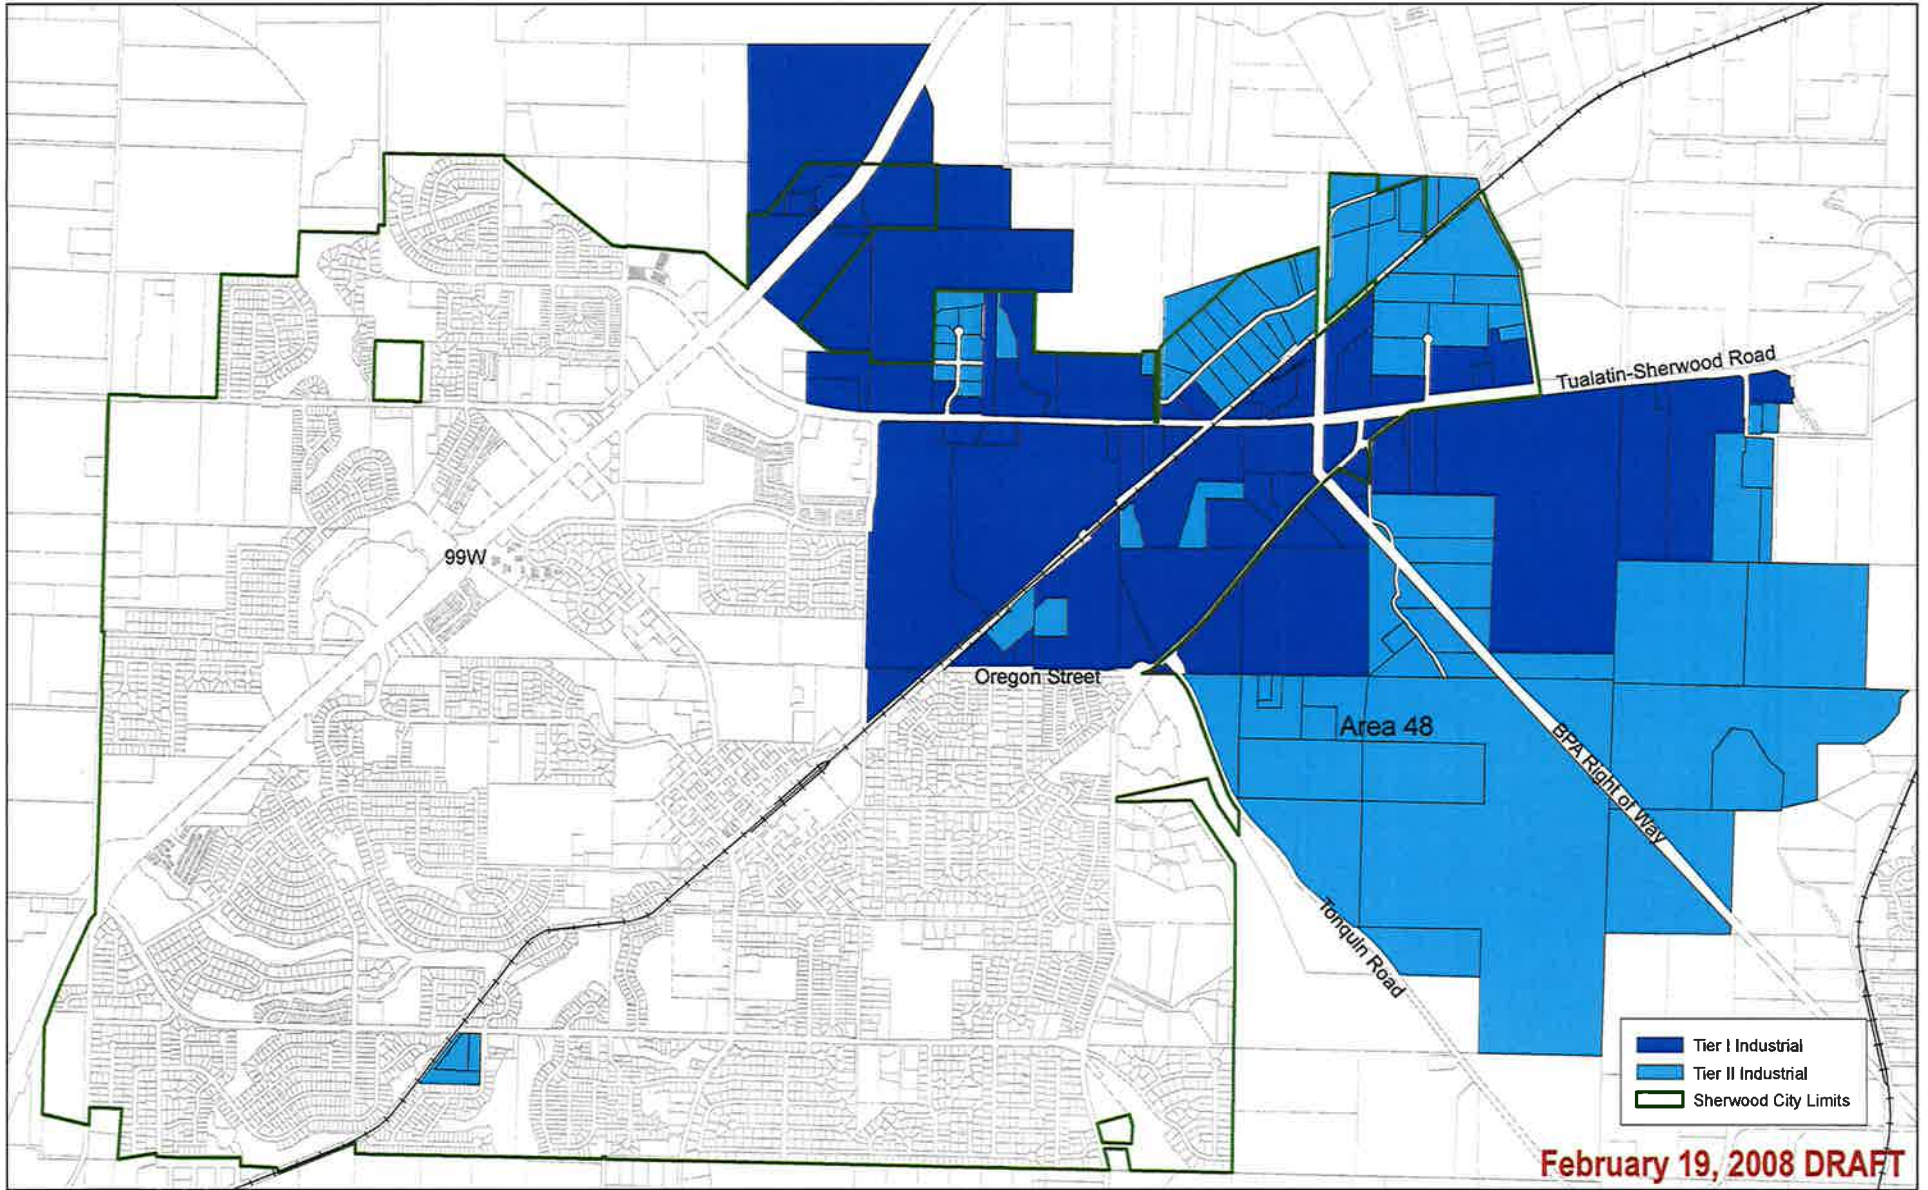 Tualatin-Sherwood Road
99W
Oregon Street
Area 48
BPA Right of Way
Tonquin Road
Tier I Industrial
Tier II Industrial
Sherwood City Limits
February 19, 2008 DRAFT